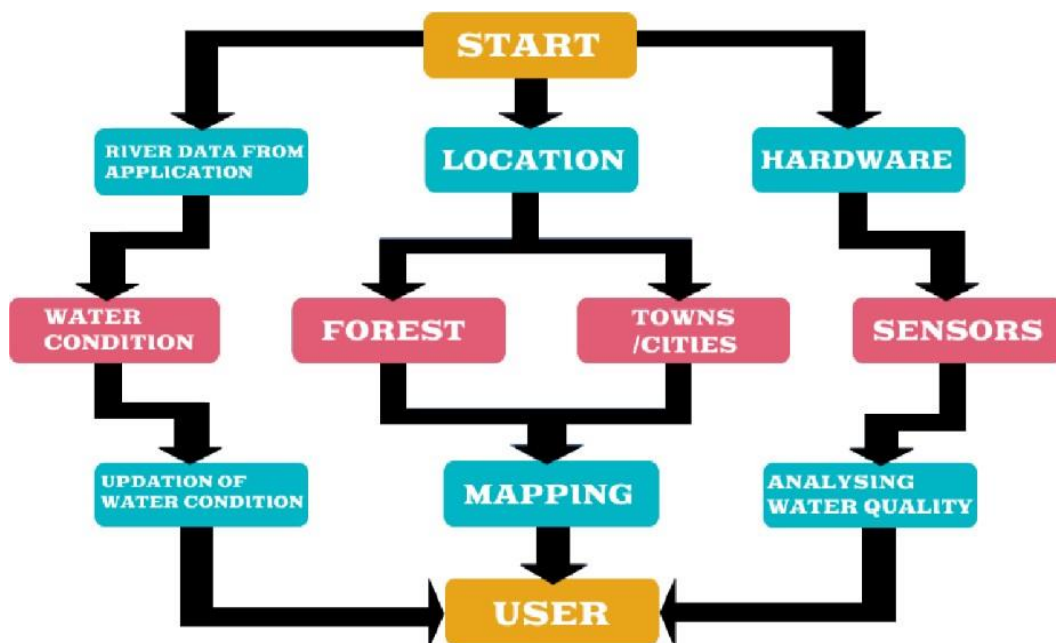 START
RIVER DATA FROM
APPLICATION
LOCATION
HARDWARE
WATER
CONDITION
FOREST
TOWNS
/CITIES
SENSORS
UPDATION OF
WATER CONDITION
MAPPING
ANALYSING
WATER QUALITY
USER